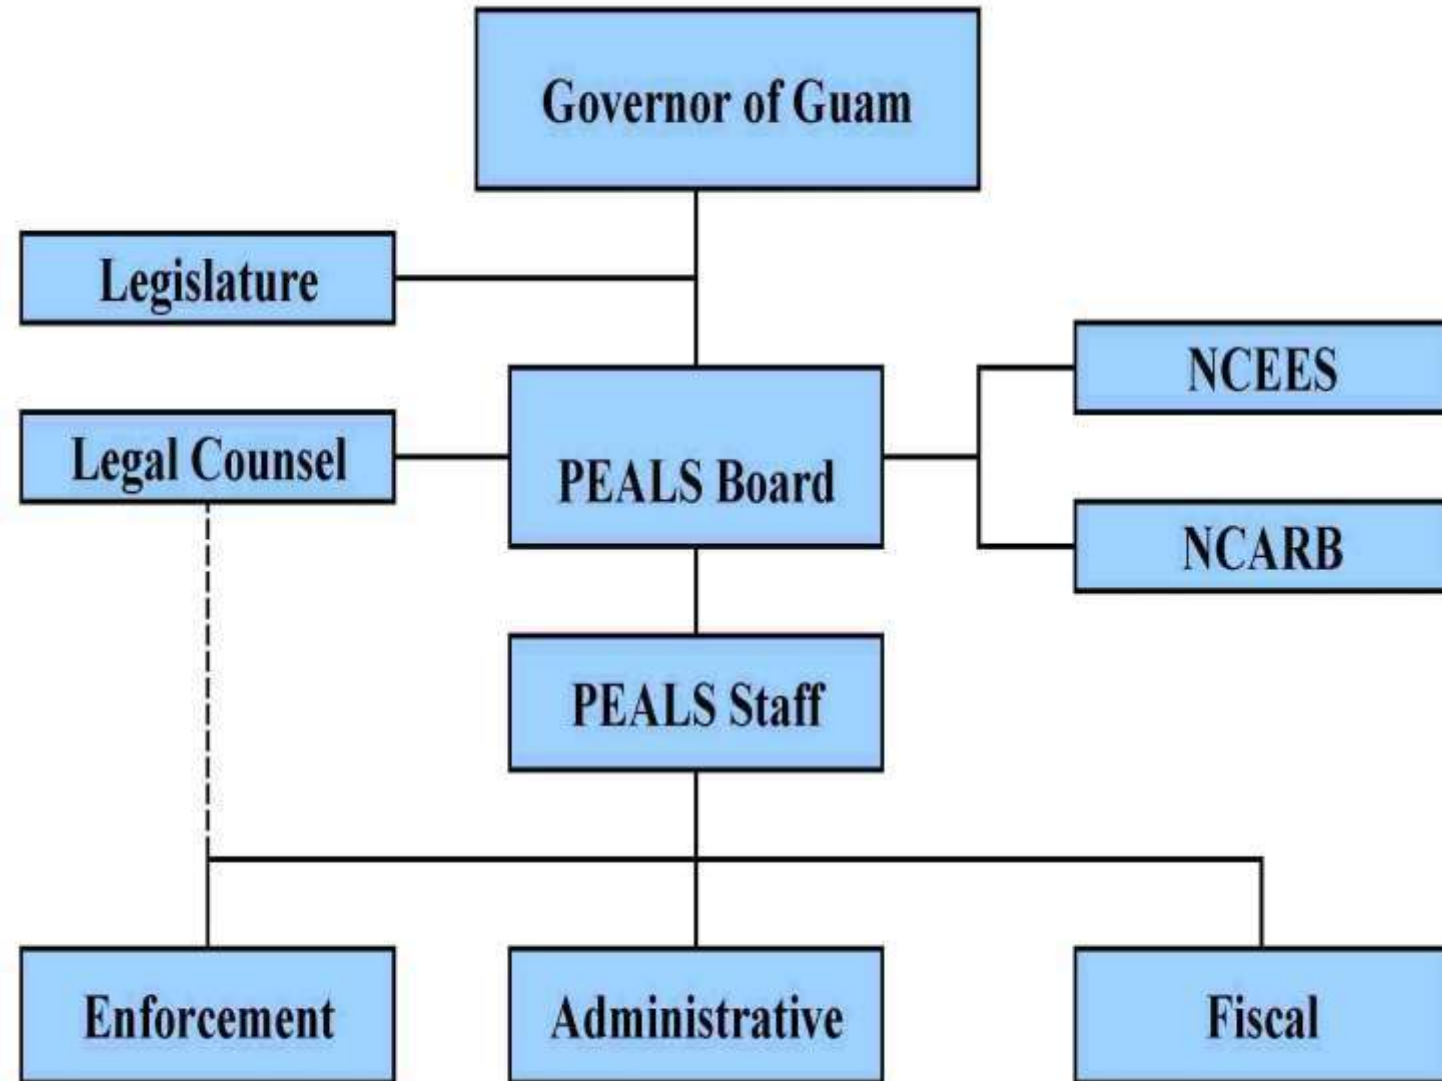 Governor of Guam
Legislature
NCEES
Legal Counsel
PEALS Board
NCARB
PEALS Staff
Enforcement
Administrative
Fiscal